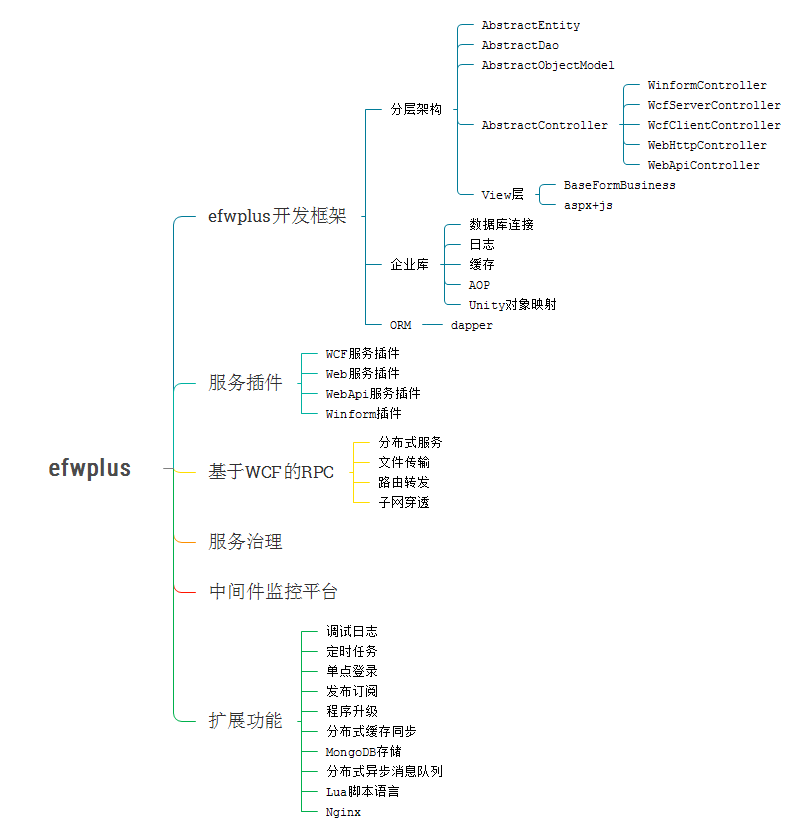 efwplus
efwplus开发框架
分层架构
AbstractEntity
AbstractDao
AbstractObjectModel
AbstractController
WinformController
WcfServerController
WcfClientController
WebHttpController
WebApiController
View层
BaseFormBusiness
aspx+js
企业库
数据库连接
日志
缓存
AOP
Unity对象映射
ORM
dapper
服务插件
WCF服务插件
Web服务插件
WebApi服务插件
Winform插件
基于WCF的RPC
分布式服务
文件传输
路由转发
子网穿透
服务治理
中间件监控平台
扩展功能
调试日志
定时任务
单点登录
发布订阅
程序升级
分布式缓存同步
MongoDB存储
分布式异步消息队列
Lua脚本语言
Nginx